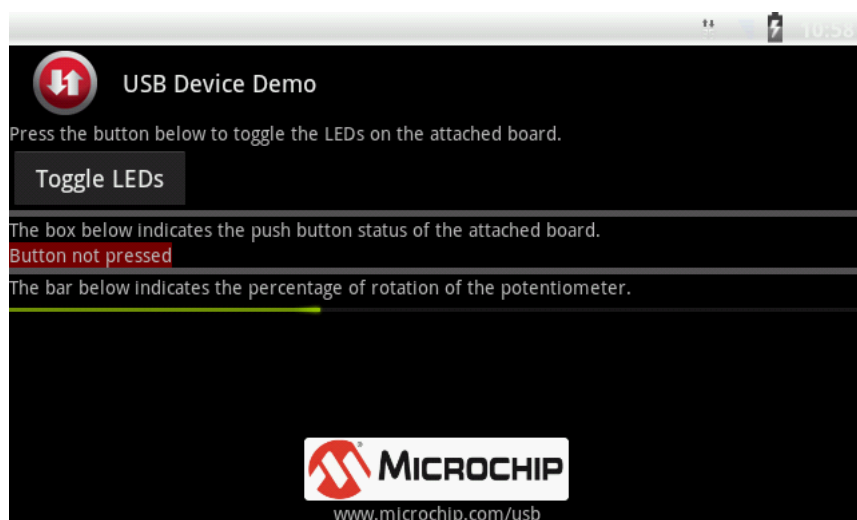 10:58
USB Device Demo
Press the button below to toggle the LEDs on the attached board.
Toggle LEDs
The box below indicates the push button status of the attached board.
Button not pressed
The bar below indicates the percentage of rotation of the potentiometer.
MICROCHIP
www.microchip.com/usb